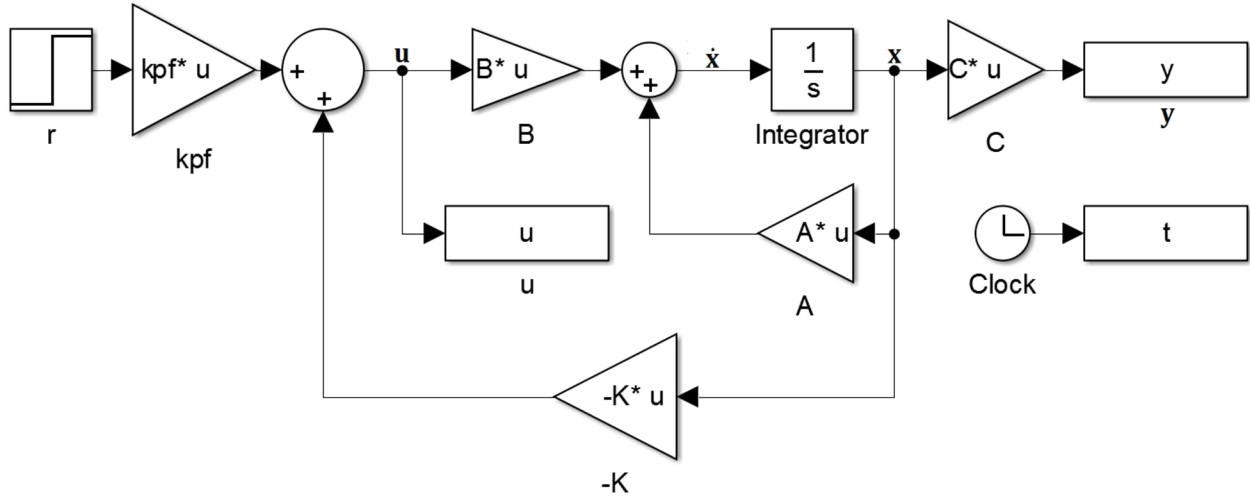 r
kpf* u
kpf
+
+
u
B* u
B
+
+
ẋ
1
s
Integrator
x
C* u
C
y
y
u
u
A* u
A
Clock
t
-K* u
-K